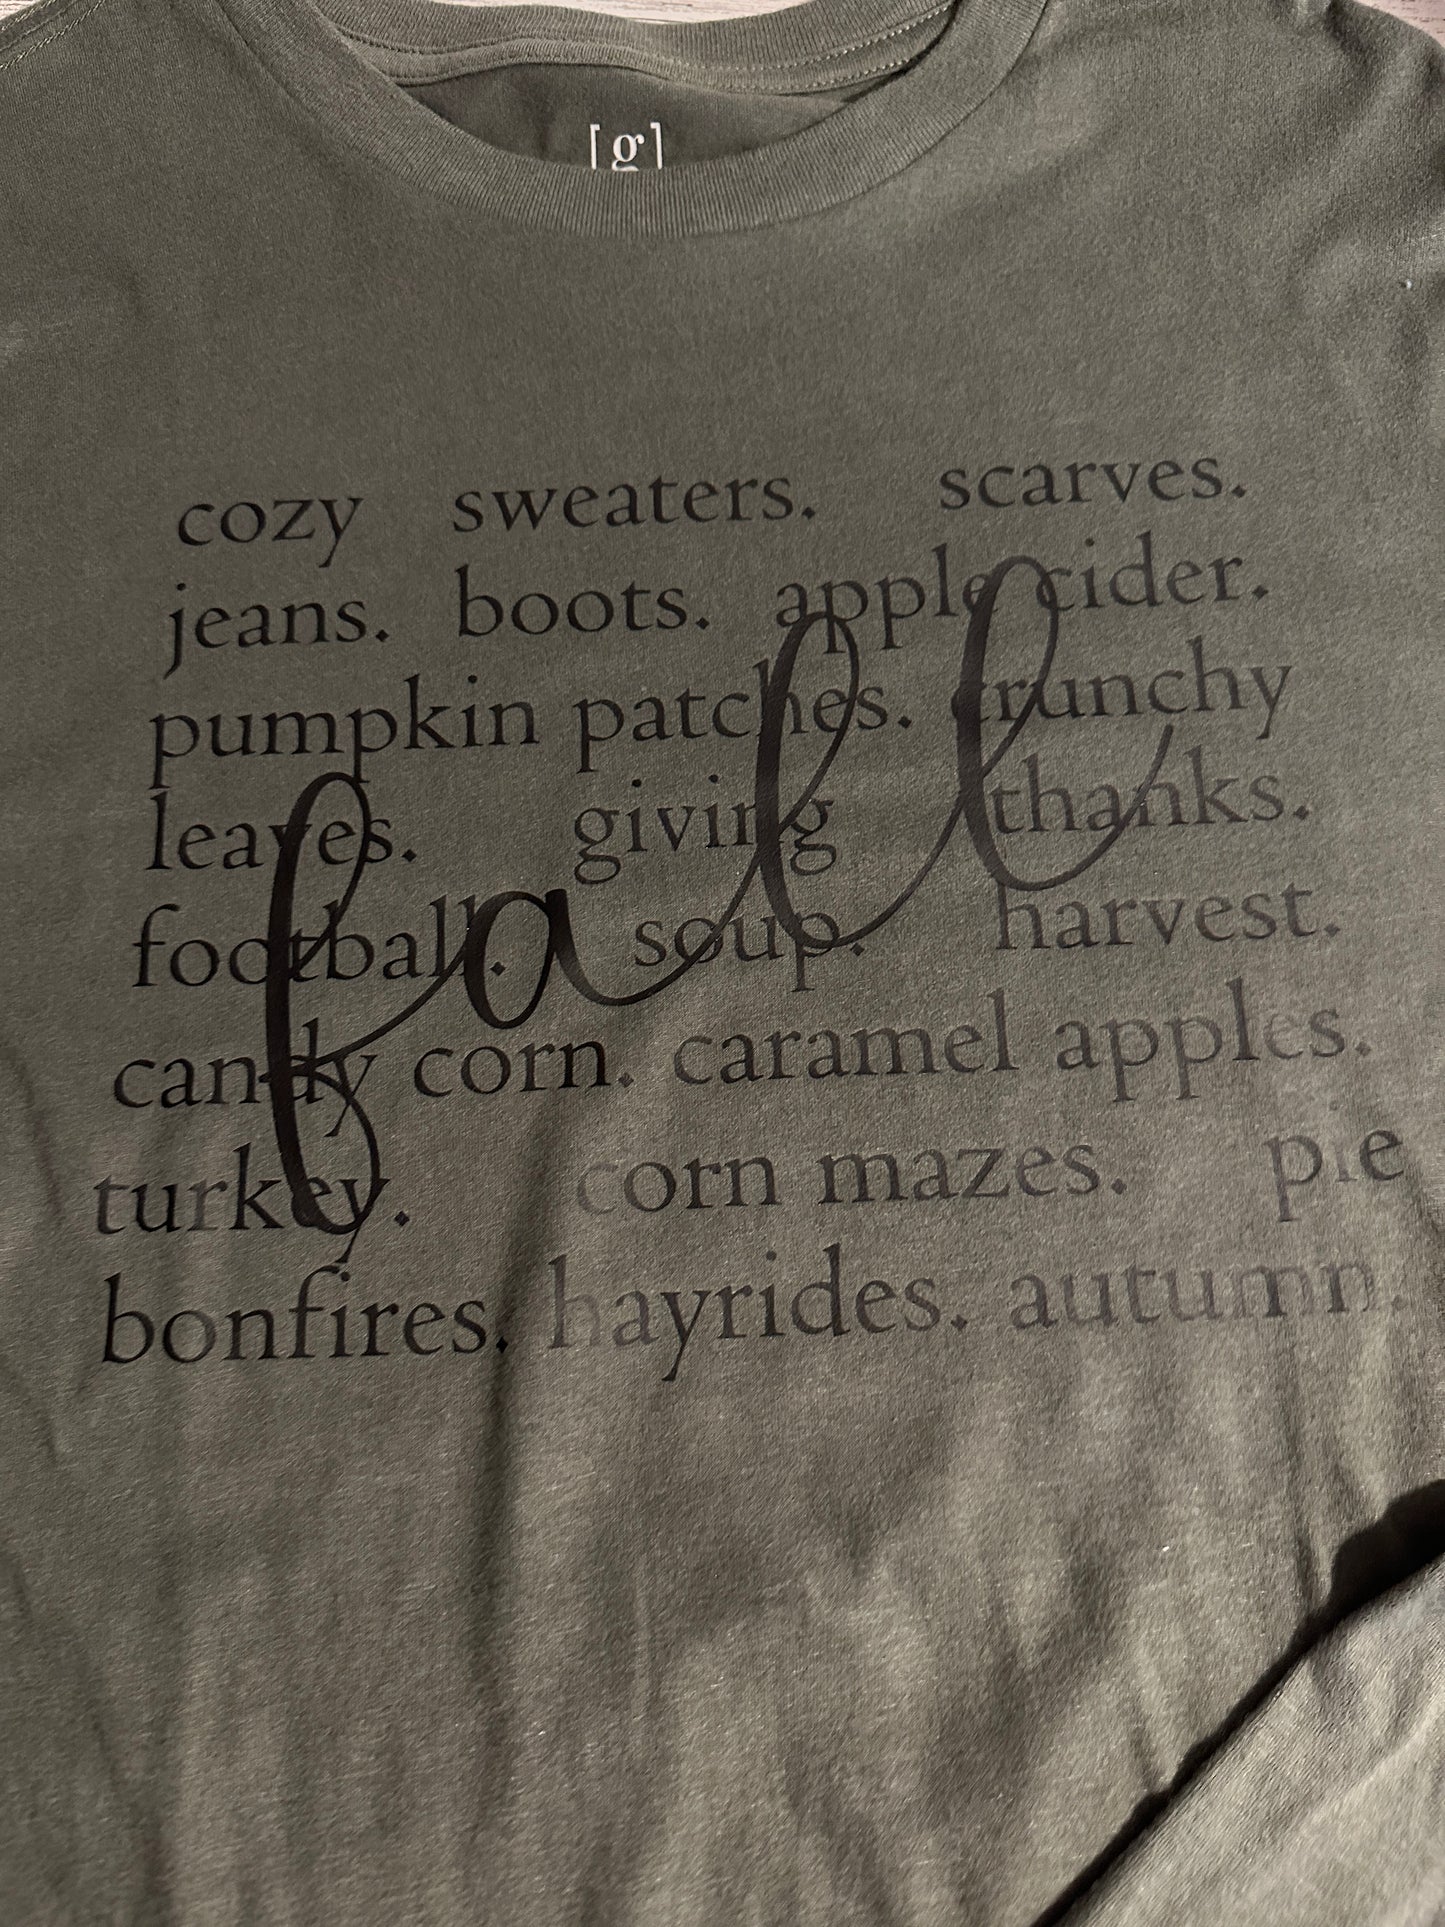 [g]
cozy sweaters. scarves.
jeans. boots. apple cider.
pumpkin patches. crunchy
leaves. giving thanks.
football. soup. harvest.
candy corn. caramel apples.
turkey. corn mazes. pie
bonfires. hayrides. autumn.
fall